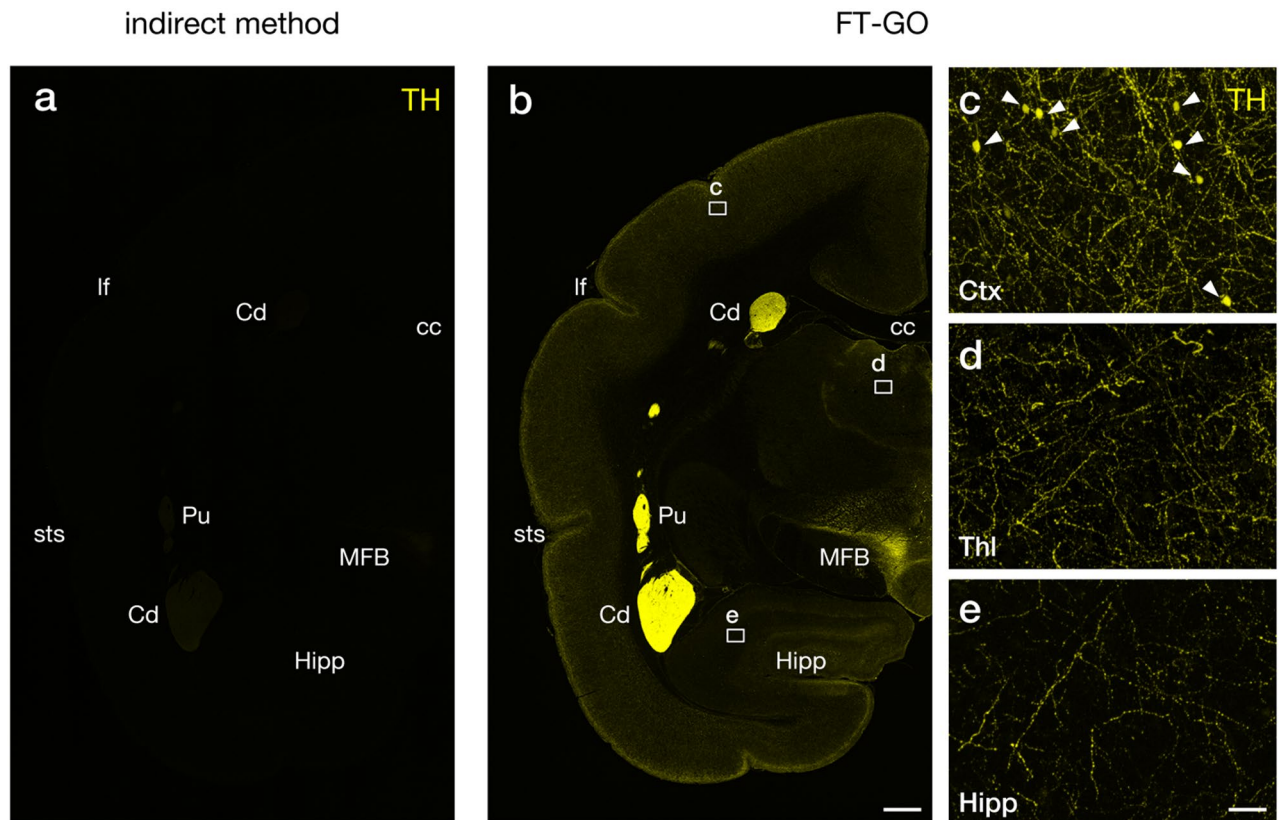 indirect method
FT-GO
a
TH
lf
Cd
cc
Pu
sts
MFB
Cd
Hipp
b
c
lf
Cd
cc
d
Pu
sts
MFB
Cd
e
Hipp
c
TH
Ctx
d
Thl
e
Hipp